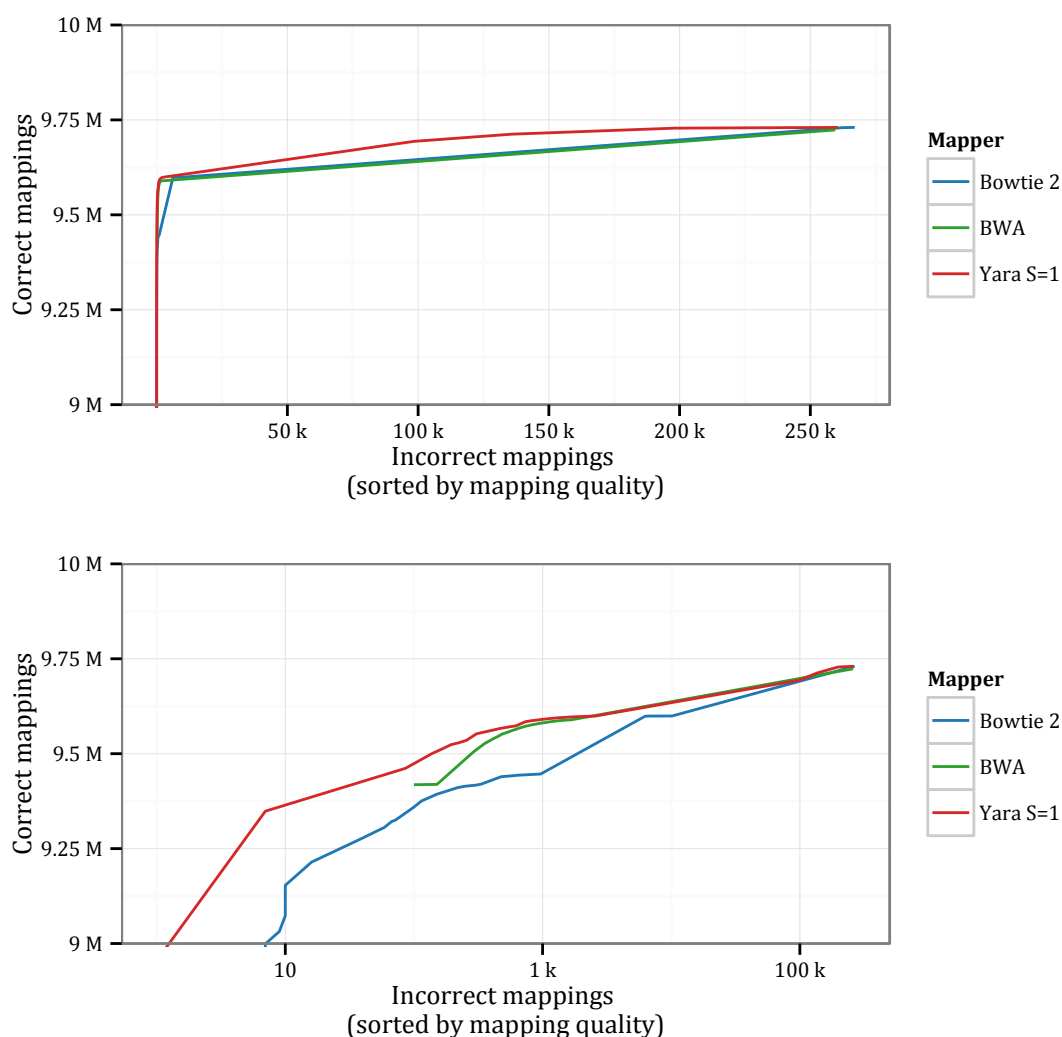 10 M
9.75 M
9.5 M
9.25 M
9 M
Correct mappings
50 k
100 k
150 k
200 k
250 k
Incorrect mappings
(sorted by mapping quality)
Mapper
Bowtie 2
BWA
Yara S=1
10 M
9.75 M
9.5 M
9.25 M
9 M
Correct mappings
10
1 k
100 k
Incorrect mappings
(sorted by mapping quality)
Mapper
Bowtie 2
BWA
Yara S=1